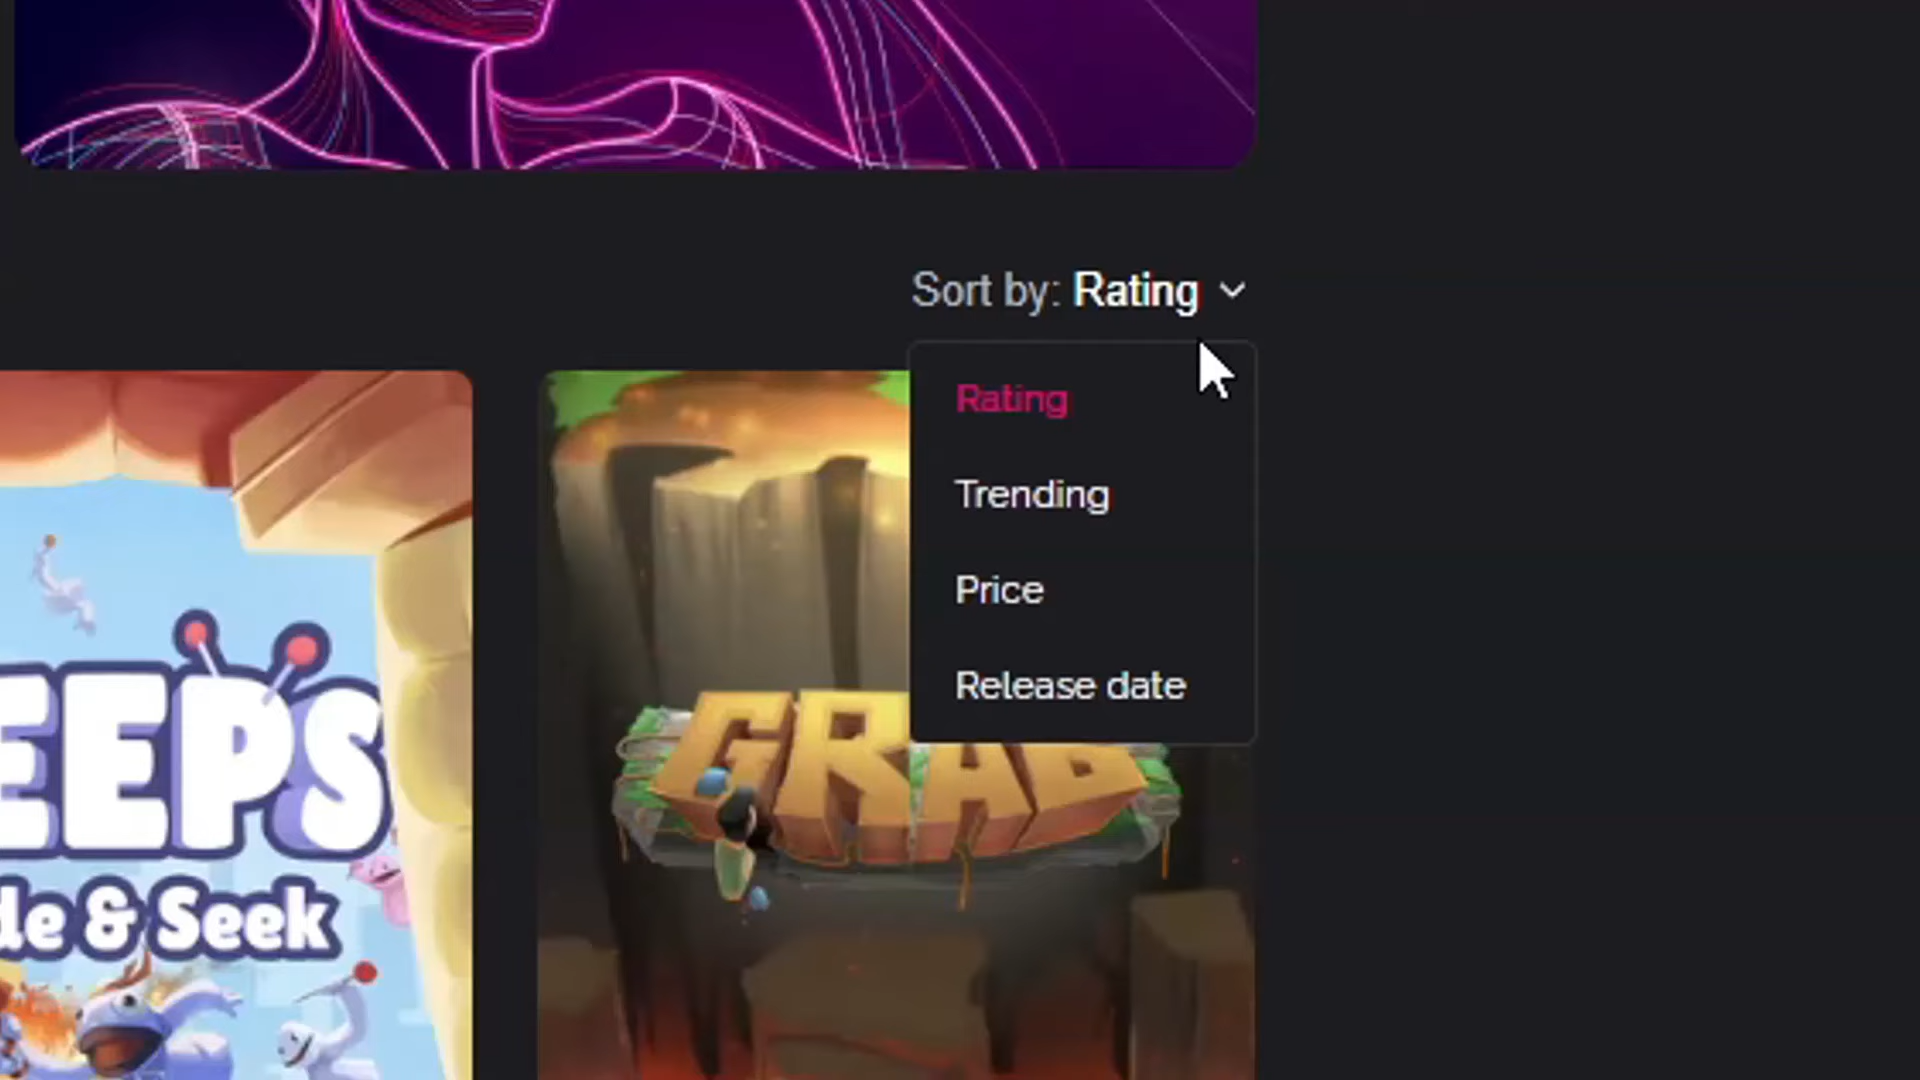 Sort by: Rating
Rating
Trending
Price
Release date
GRAB
EEPS
de & Seek